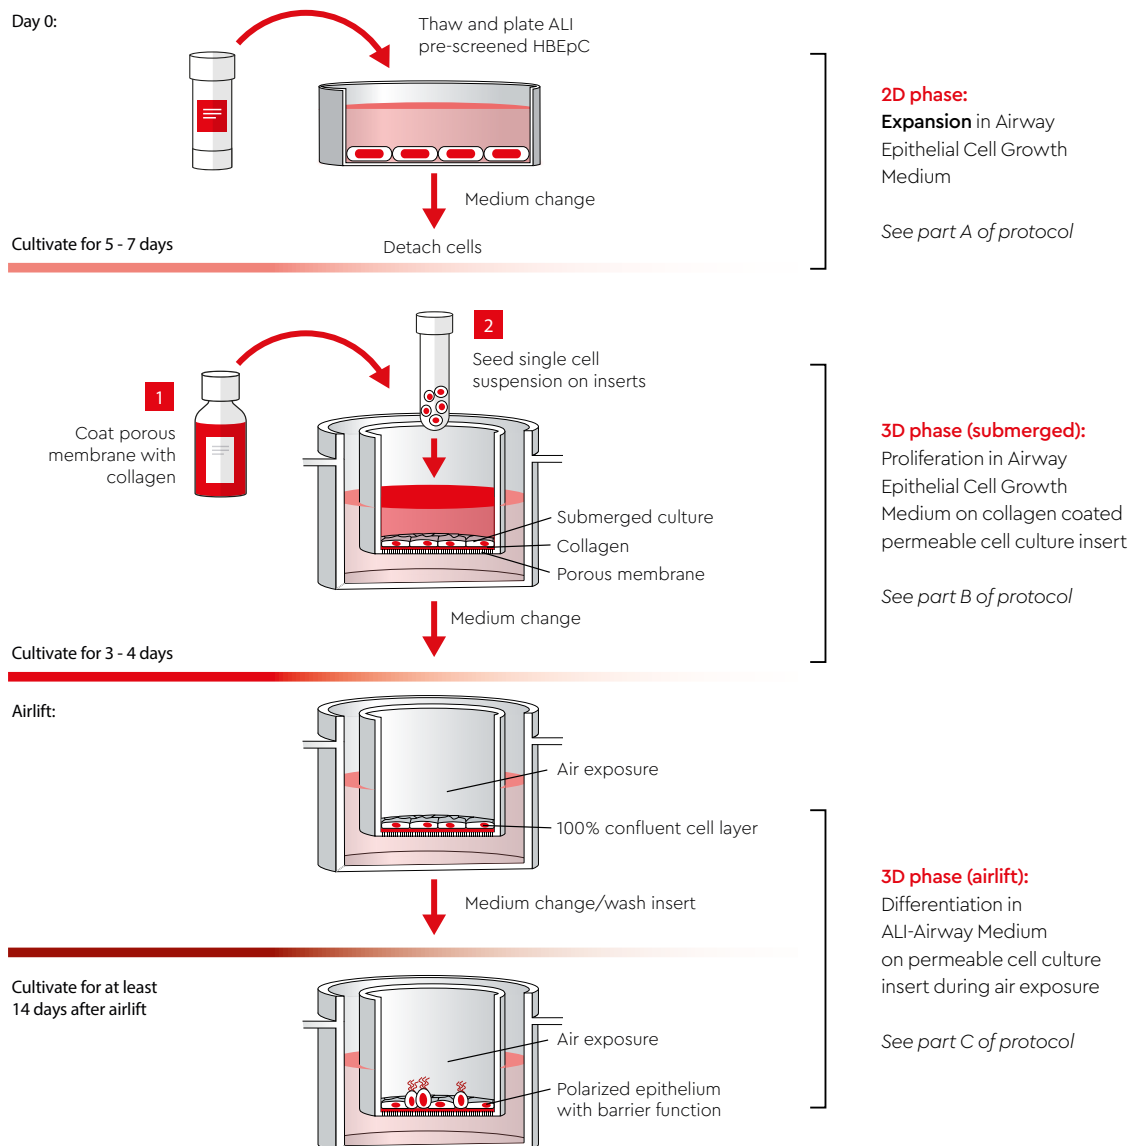 Day 0:
Thaw and plate ALI
pre-screened HBEpC
Medium change
Cultivate for 5 - 7 days
Detach cells
2D phase:
Expansion in Airway
Epithelial Cell Growth
Medium
See part A of protocol
1
Coat porous
membrane with
collagen
2
Seed single cell
suspension on inserts
Submerged culture
Collagen
Porous membrane
Medium change
Cultivate for 3 - 4 days
3D phase (submerged):
Proliferation in Airway
Epithelial Cell Growth
Medium on collagen coated
permeable cell culture insert
See part B of protocol
Airlift:
Air exposure
100% confluent cell layer
Medium change/wash insert
Cultivate for at least
14 days after airlift
Air exposure
Polarized epithelium
with barrier function
3D phase (airlift):
Differentiation in
ALI-Airway Medium
on permeable cell culture
insert during air exposure
See part C of protocol